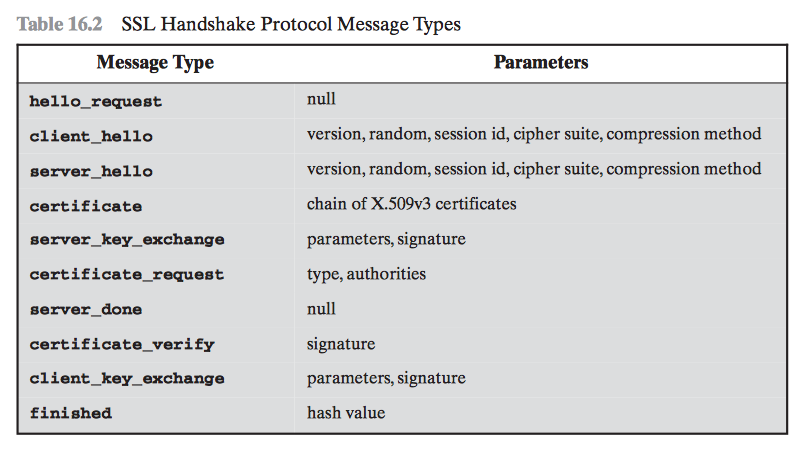 Table 16.2 SSL Handshake Protocol Message Types
Message Type Parameters
hello_request null
client_hello version, random, session id, cipher suite, compression method
server_hello version, random, session id, cipher suite, compression method
certificate chain of X.509v3 certificates
server_key_exchange parameters, signature
certificate_request type, authorities
server_done null
certificate_verify signature
client_key_exchange parameters, signature
finished hash value